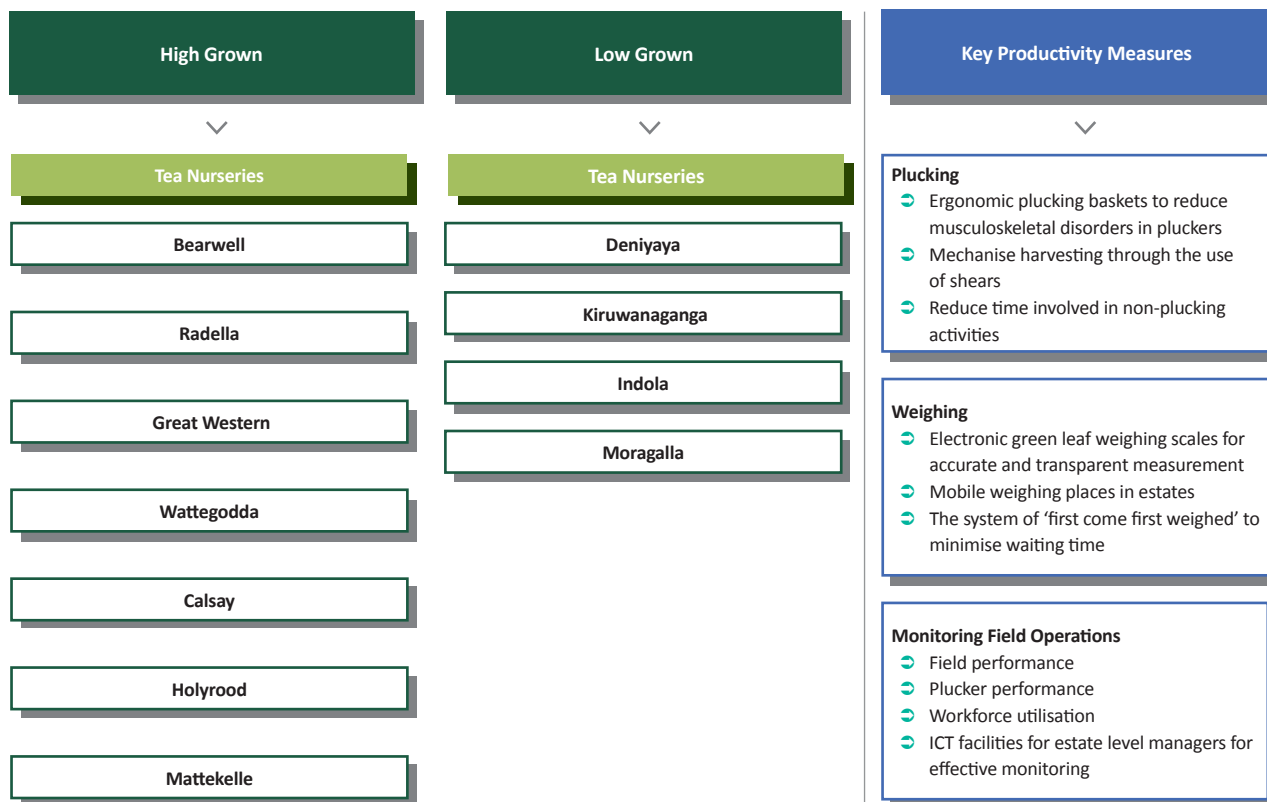 High Grown
Tea Nurseries
Bearwell
Radella
Great Western
Wattegodda
Calsay
Holyrood
Mattekelle
Low Grown
Tea Nurseries
Deniyaya
Kiruwanaganga
Indola
Moragalla
Key Productivity Measures
Plucking
Ergonomic plucking baskets to reduce
musculoskeletal disorders in pluckers
Mechanise harvesting through the use
of shears
Reduce time involved in non-plucking
activities
Weighing
Electronic green leaf weighing scales for
accurate and transparent measurement
Mobile weighing places in estates
The system of ‘first come first weighed’ to
minimise waiting time
Monitoring Field Operations
Field performance
Plucker performance
Workforce utilisation
ICT facilities for estate level managers for
effective monitoring